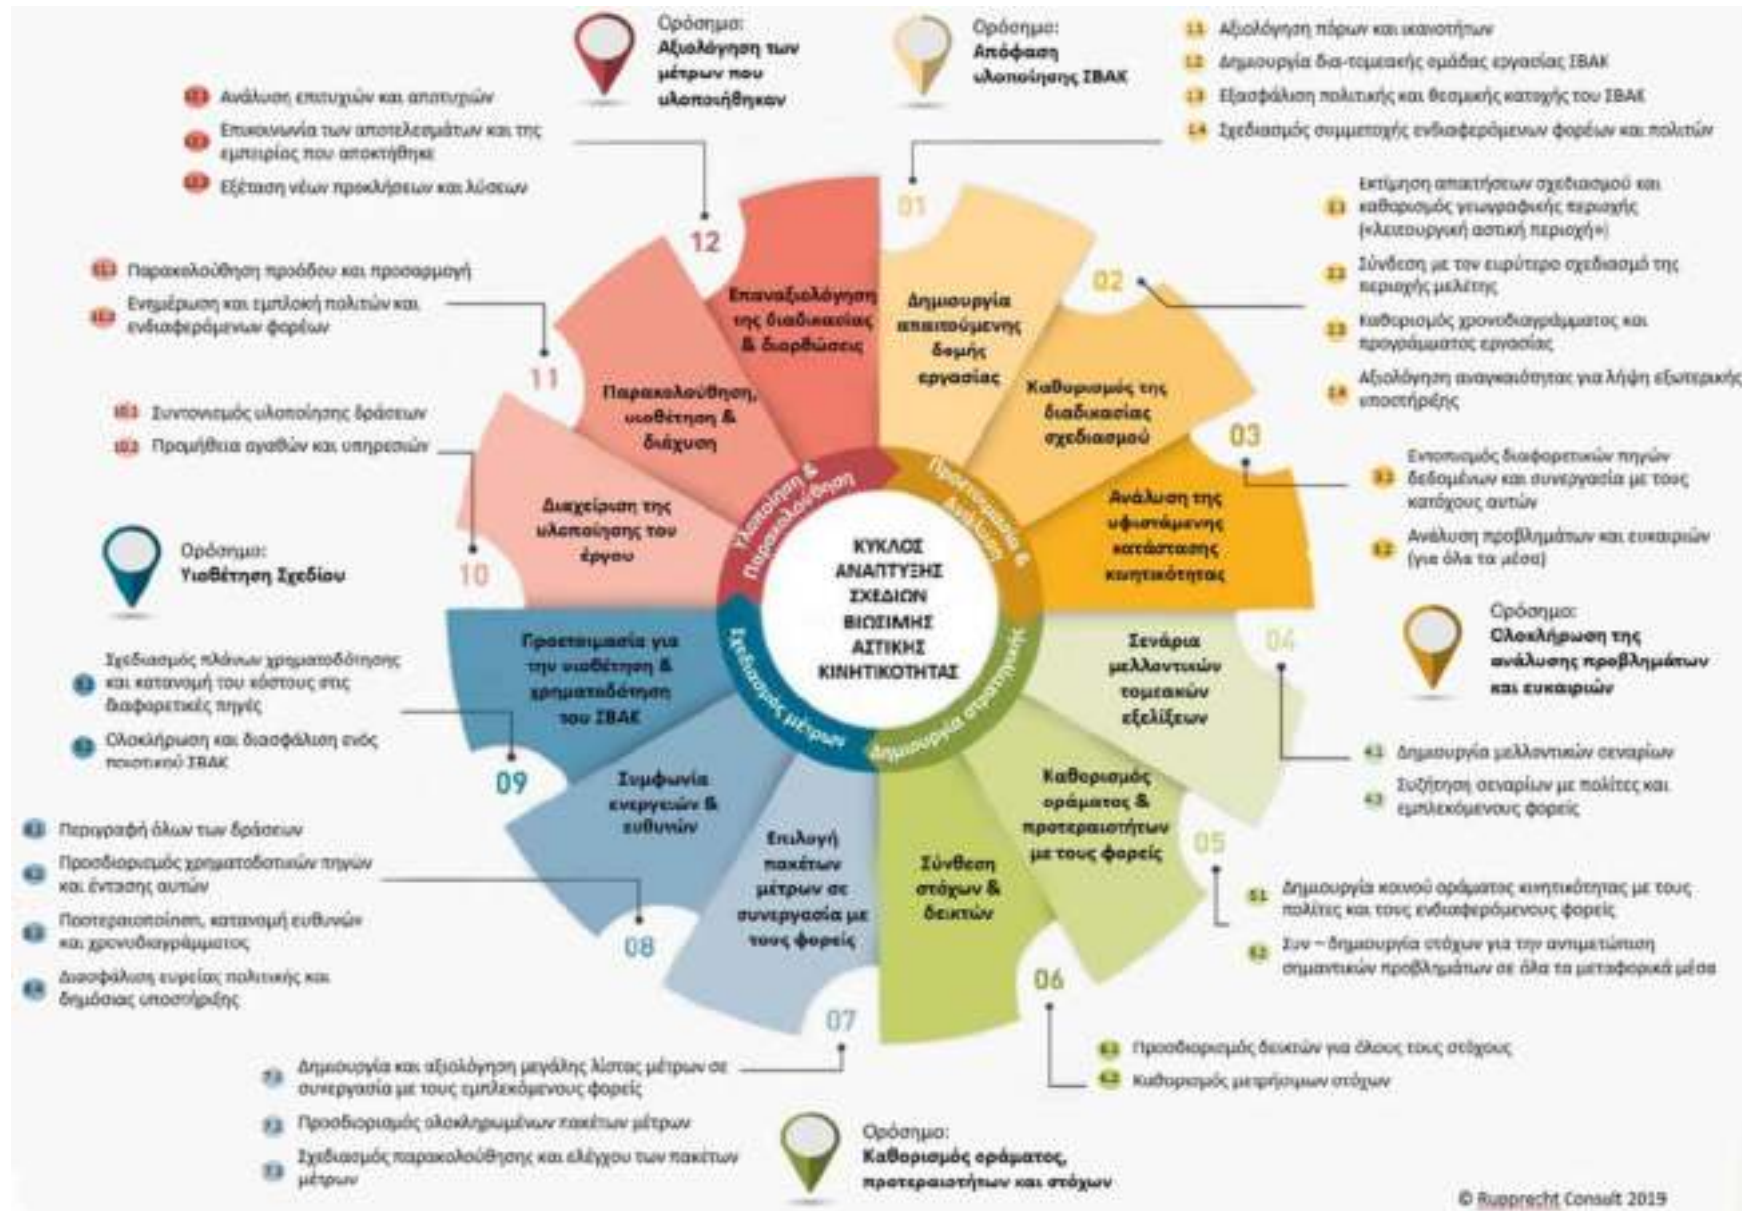 Ορόσημο:
Αξιολόγηση των
μέτρων που
υλοποιήθηκαν
Ορόσημο:
Απόφαση
υλοποίησης ΣΒΑΚ
1.1 Αξιολόγηση πόρων και ικανοτήτων
1.2 Δημιουργία δια-τομεακής ομάδας εργασίας ΣΒΑΚ
1.3 Εξασφάλιση πολιτικής και θεσμικής κατοχής του ΣΒΑΚ
1.4 Σχεδιασμός συμμετοχής ενδιαφερόμενων φορέων και πολιτών
01
Δημιουργία
απαιτούμενης
δομής
εργασίας
Εκτίμηση απαιτήσεων σχεδιασμού και
2.1 καθορισμός γεωγραφικής περιοχής
(«λειτουργική αστική περιοχή»)
2.2 Σύνδεση με τον ευρύτερο σχεδιασμό της
περιοχής μελέτης
2.3 Καθορισμός χρονοδιαγράμματος και
προγράμματος εργασίας
2.4 Αξιολόγηση αναγκαιότητας για λήψη εξωτερικής
υποστήριξης
02
Καθορισμός της
διαδικασίας
σχεδιασμού
03
Ανάλυση της
υφιστάμενης
κατάστασης
κινητικότητας
Εντοπισμός διαφορετικών πηγών
3.1 δεδομένων και συνεργασία με τους
κατόχους αυτών
3.2 Ανάλυση προβλημάτων και ευκαιριών
(για όλα τα μέσα)
Ορόσημο:
Ολοκλήρωση της
ανάλυσης προβλημάτων
και ευκαιριών
04
Σενάρια
μελλοντικών
τομεακών
εξελίξεων
4.1 Δημιουργία μελλοντικών σεναρίων
4.2 Συζήτηση σεναρίων με πολίτες και
εμπλεκόμενους φορείς
05
Καθορισμός
οράματος &
προτεραιοτήτων
με τους φορείς
5.1 Δημιουργία κοινού οράματος κινητικότητας με τους
πολίτες και τους ενδιαφερόμενους φορείς
5.2 Συν – δημιουργία στόχων για την αντιμετώπιση
σημαντικών προβλημάτων σε όλα τα μεταφορικά μέσα
06
Σύνθεση
στόχων &
δεικτών
6.1 Προσδιορισμός δεικτών για όλους τους στόχους
6.2 Καθορισμός μετρήσιμων στόχων
Ορόσημο:
Καθορισμός οράματος,
προτεραιοτήτων και στόχων
07
Επιλογή
πακέτων
μέτρων σε
συνεργασία με
τους φορείς
7.1 Δημιουργία και αξιολόγηση μεγάλης λίστας μέτρων σε
συνεργασία με τους εμπλεκόμενους φορείς
7.2 Προσδιορισμός ολοκληρωμένων πακέτων μέτρων
7.3 Σχεδιασμός παρακολούθησης και ελέγχου των πακέτων
μέτρων
08
Συμφωνία
ενεργειών &
ευθυνών
8.1 Περιγραφή όλων των δράσεων
8.2 Προσδιορισμός χρηματοδοτικών πηγών
και έντασης αυτών
8.3 κατανομή ευθυνών
και χρονοδιαγράμματος
8.4 Διασφάλιση ευρείας πολιτικής και
δημόσιας υποστήριξης
09
Προετοιμασία για
την υιοθέτηση &
χρηματοδότηση
του ΣΒΑΚ
Σχεδιασμός πλάνων χρηματοδότησης
9.1 και κατανομή του κόστους στις
διαφορετικές πηγές
9.2 Ολοκλήρωση και διασφάλιση ενός
ποιοτικού ΣΒΑΚ
Ορόσημο:
Υιοθέτηση Σχεδίου
10
Διαχείριση της
υλοποίησης του
έργου
10.1 Συντονισμός υλοποίησης δράσεων
10.2 Προμήθεια αγαθών και υπηρεσιών
11
Παρακολούθηση,
υιοθέτηση &
διάχυση
11.1 Παρακολούθηση προόδου και προσαρμογή
11.2 Ενημέρωση και εμπλοκή πολιτών και
ενδιαφερόμενων φορέων
12
Επαναξιολόγηση
της διαδικασίας
& διορθώσεις
12.1 Ανάλυση επιτυχιών και αποτυχιών
12.2 Επικοινωνία των αποτελεσμάτων και της
εμπειρίας που αποκτήθηκε
12.3 Εξέταση νέων προκλήσεων και λύσεων
Προετοιμασία &
Ανάλυση
Δημιουργία στρατηγικής
Σχεδιασμός μέτρων
Υλοποίηση &
Παρακολούθηση
ΚΥΚΛΟΣ
ΑΝΑΠΤΥΞΗΣ
ΣΧΕΔΙΩΝ
ΒΙΩΣΙΜΗΣ
ΑΣΤΙΚΗΣ
ΚΙΝΗΤΙΚΟΤΗΤΑΣ
© Rupprecht Consult 2019